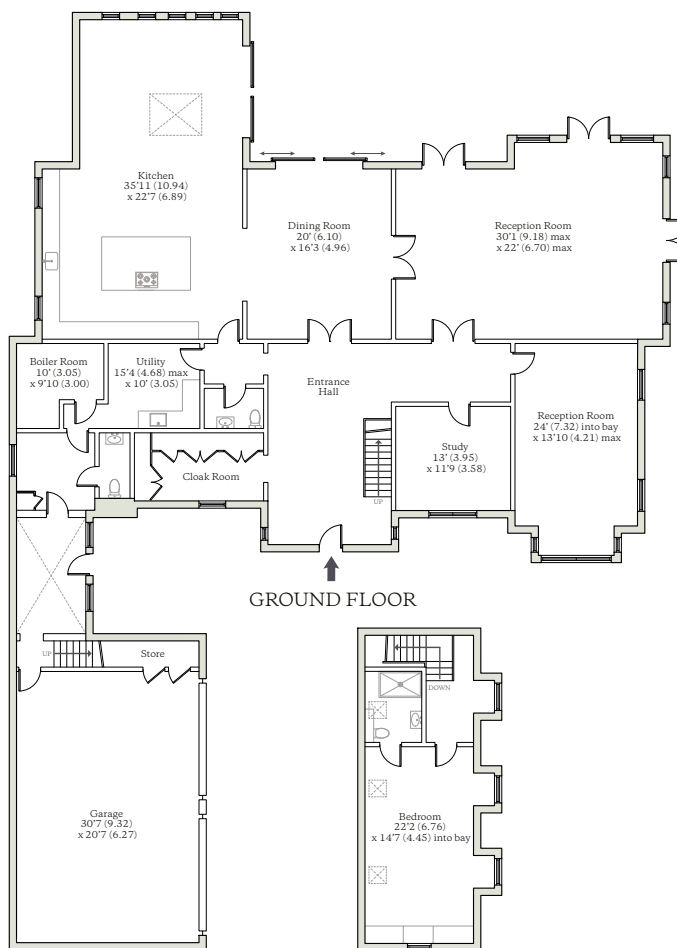 Kitchen
35'11 (10.94)
x 22'7 (6.89)
Dining Room
20' (6.10)
x 16'3 (4.96)
Reception Room
30'1 (9.18) max
x 22' (6.70) max
Boiler Room
10' (3.05)
x 9'10 (3.00)
Utility
15'4 (4.68) max
x 10' (3.05)
Entrance
Hall
Reception Room
24' (7.32) into bay
x 13'10 (4.21) max
Study
13' (3.95)
x 11'9 (3.58)
Cloak Room
UP
GROUND FLOOR
UP
Store
DOWN
Garage
30'7 (9.32)
x 20'7 (6.27)
Bedroom
22'2 (6.76)
x 14'7 (4.45) into bay